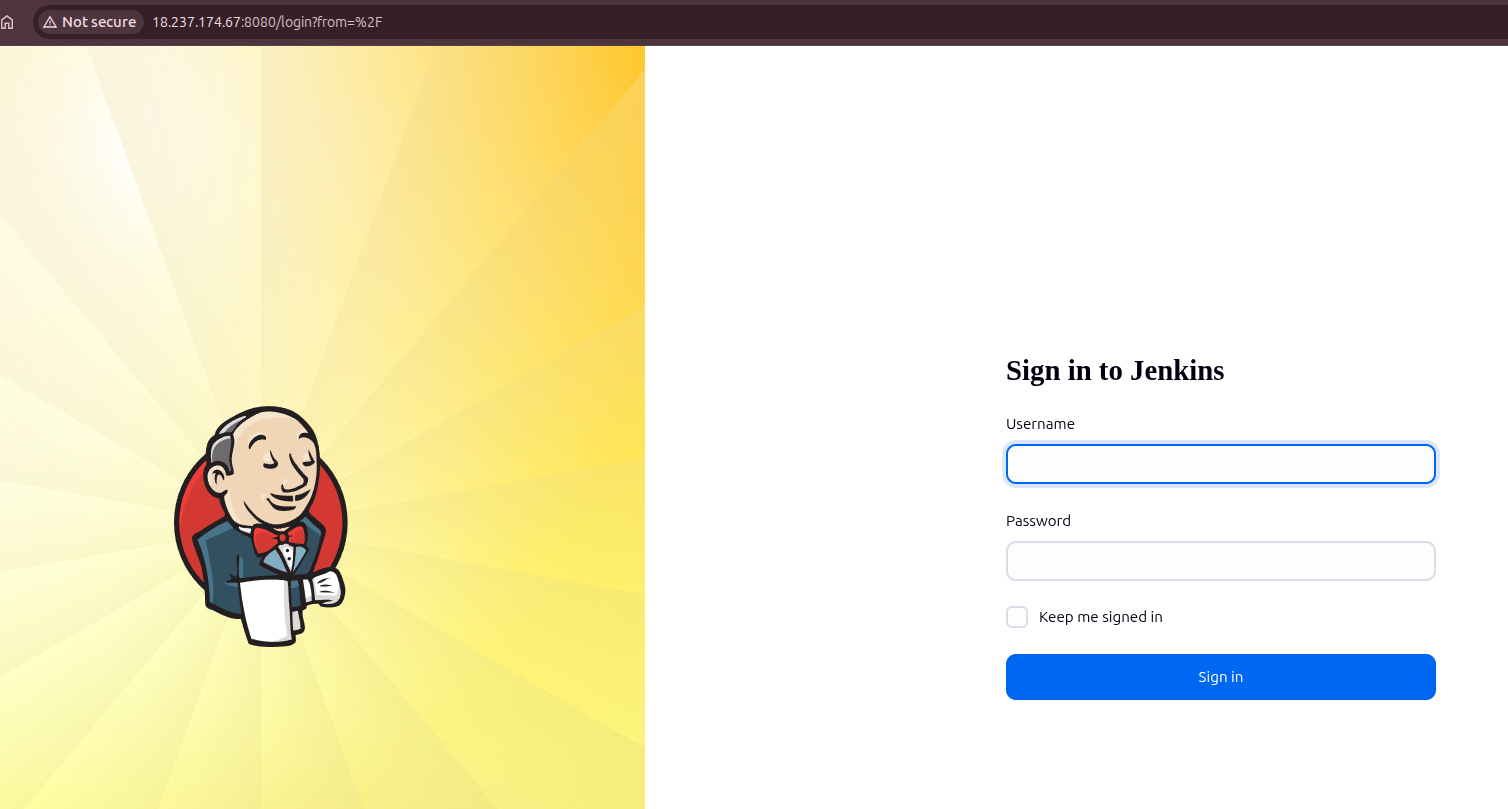 Not secure 18.237.174.67:8080/login?from=%2F
Sign in to Jenkins
Username
Password
Keep me signed in
Sign in